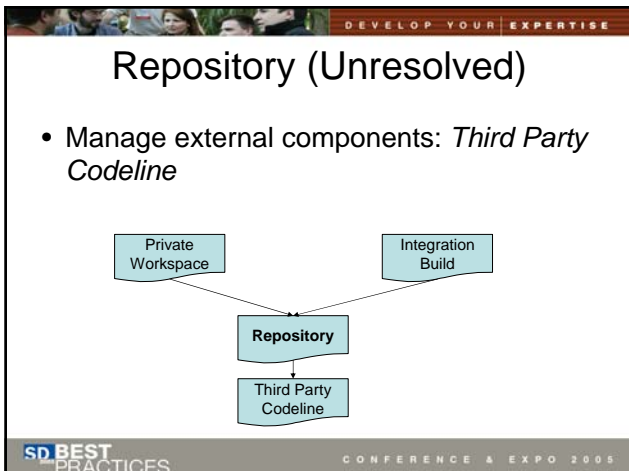 DEVELOP YOUR EXPERTISE
Repository (Unresolved)
• Manage external components: Third Party
Codeline
Private
Workspace
Integration
Build
Repository
Third Party
Codeline
SD BEST
PRACTICES
CONFERENCE & EXPO 2005